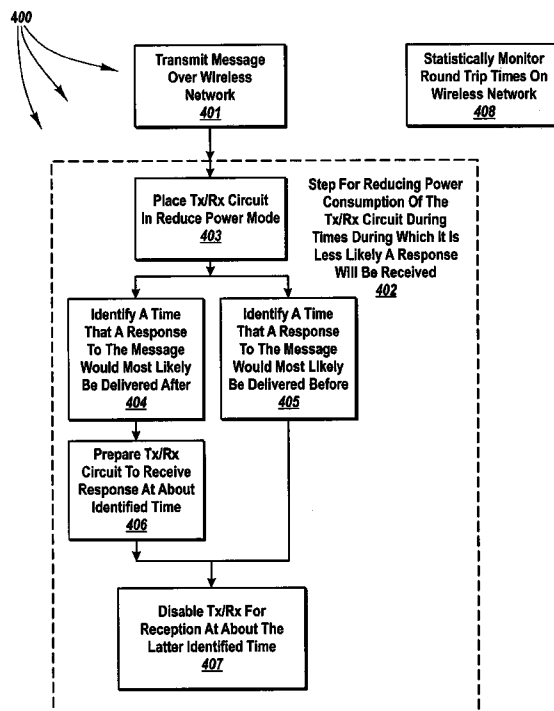 400
Transmit Message
Over Wireless
Network
401
Statistically Monitor
Round Trip Times On
Wireless Network
408
Place Tx/Rx Circuit
In Reduce Power Mode
403
Step For Reducing Power
Consumption Of The
Tx/Rx Circuit During
Times During Which It Is
Less Likely A Response
Will Be Received
402
Identify A Time
That A Response
To The Message
Would Most Likely
Be Delivered After
404
Identify A Time
That A Response
To The Message
Would Most Likely
Be Delivered Before
405
Prepare Tx/Rx
Circuit To Receive
Response At About
Identified Time
406
Disable Tx/Rx For
Reception At About The
Latter Identified Time
407